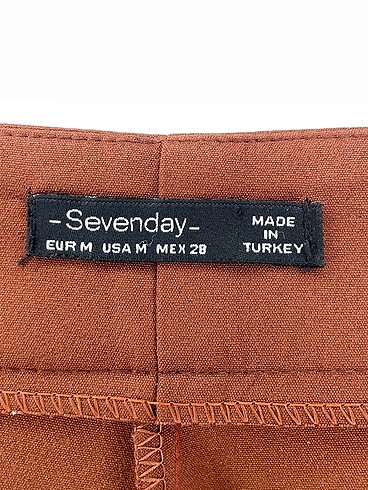 -Sevenday-
EUR M USA M MEX 28
MADE
IN
TURKEY